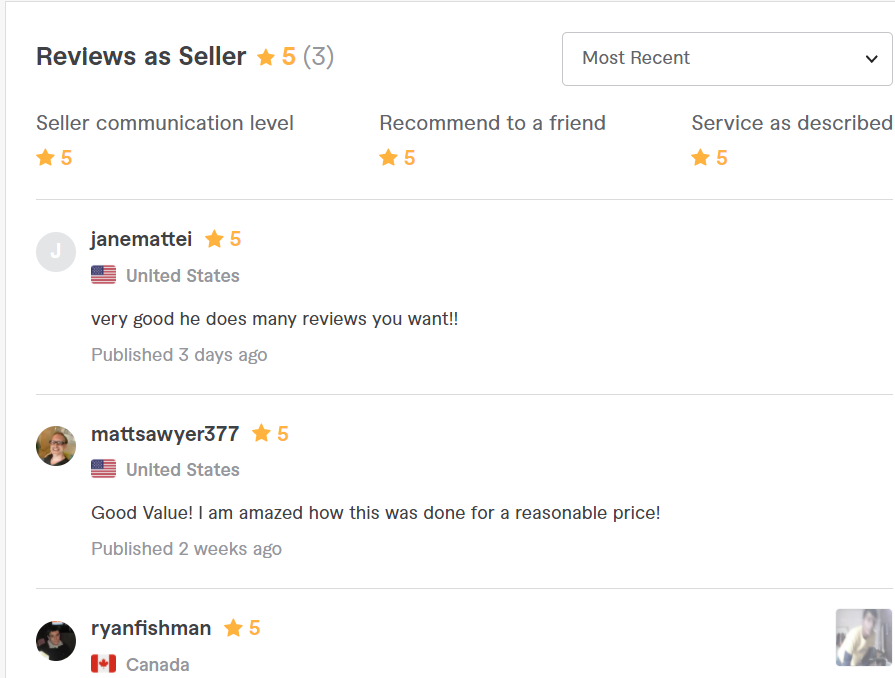 Reviews as Seller 5 (3)
Most Recent
Seller communication level
Recommend to a friend
Service as described
5
5
5
J
janemattei 5
United States
very good he does many reviews you want!!
Published 3 days ago
mattsawyer377 5
United States
Good Value! I am amazed how this was done for a reasonable price!
Published 2 weeks ago
ryanfishman 5
Canada